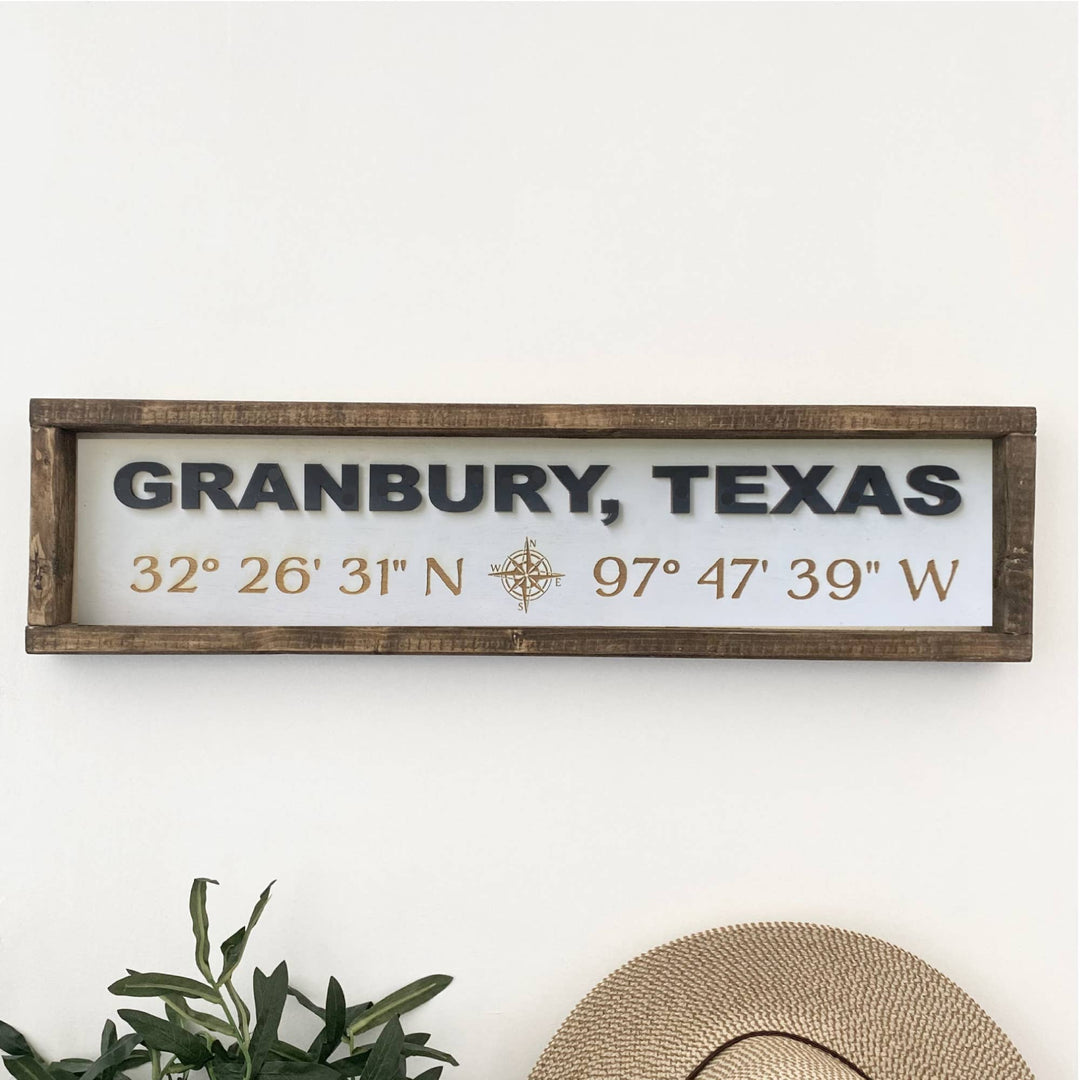 GRANBURY, TEXAS
32° 26' 31" N 97° 47' 39" W
N
W E
S